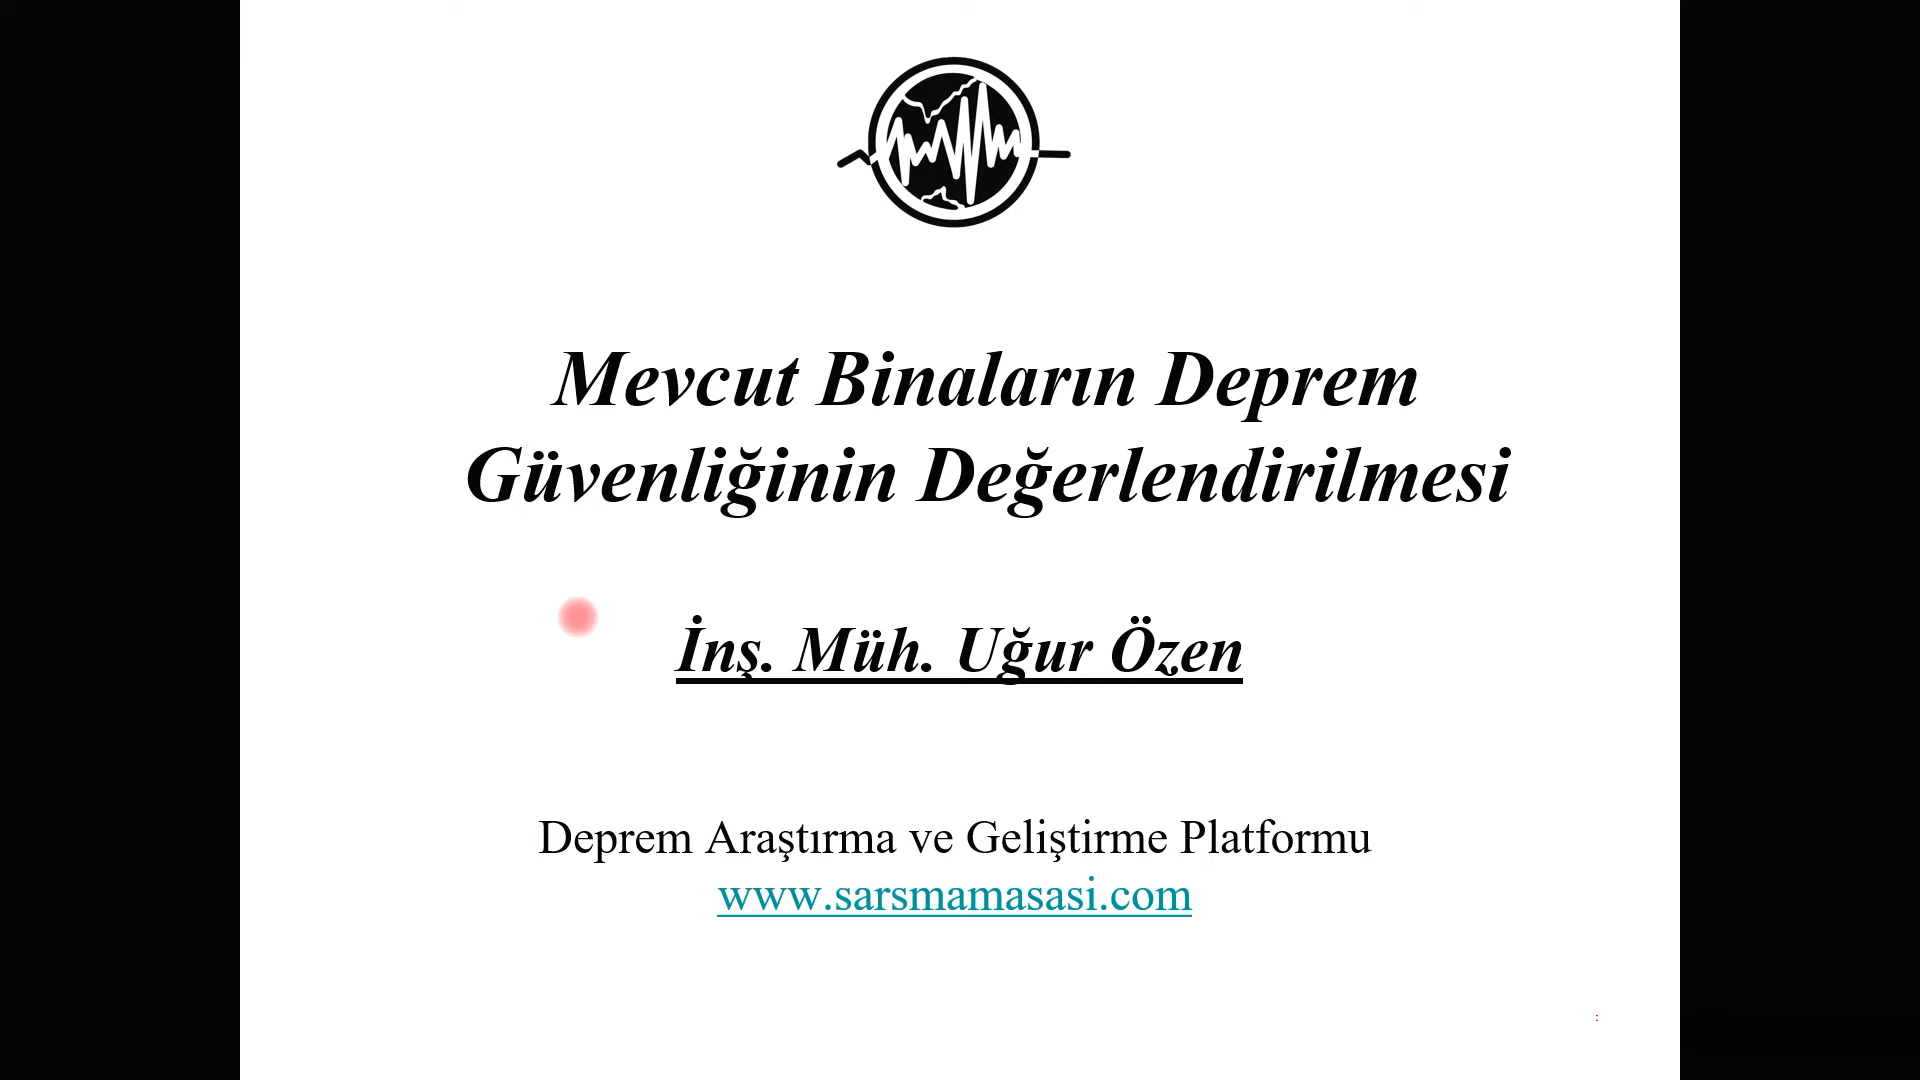 Mevcut Binaların Deprem
Güvenliğinin Değerlendirilmesi
İnş. Müh. Uğur Özen
Deprem Araştırma ve Geliştirme Platformu
www.sarsmamasasi.com
: